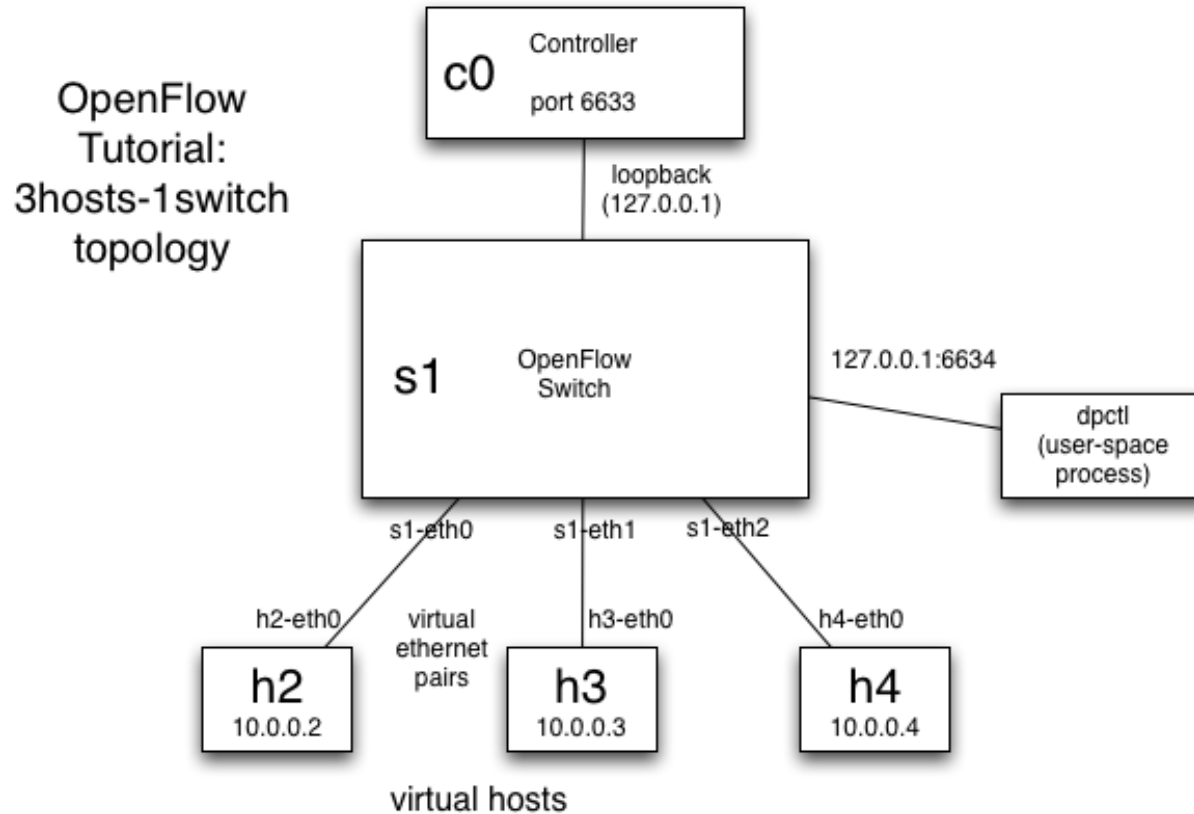 OpenFlow
Tutorial:
3hosts-1switch
topology
c0
Controller
port 6633
loopback
(127.0.0.1)
s1
OpenFlow
Switch
127.0.0.1:6634
dpctl
(user-space
process)
s1-eth0
s1-eth1
s1-eth2
h2-eth0
virtual
ethernet
pairs
h3-eth0
h4-eth0
h2
10.0.0.2
h3
10.0.0.3
h4
10.0.0.4
virtual hosts